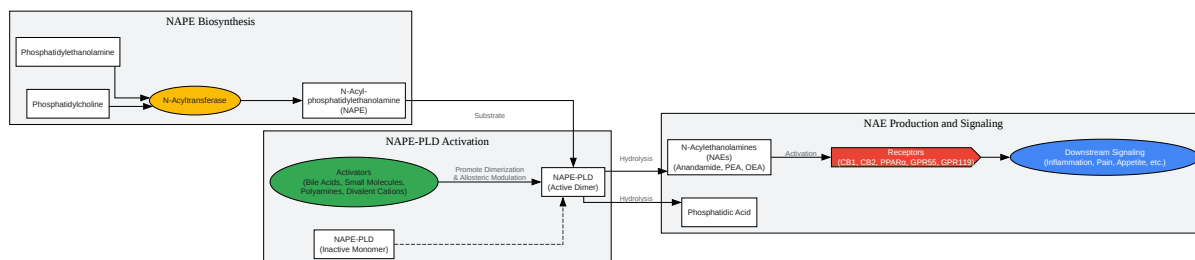 NAPE Biosynthesis
Phosphatidylethanolamine
Phosphatidylcholine
N-Acyltransferase
N-Acyl-
phosphatidylethanolamine
(NAPE)
Substrate
NAPE-PLD Activation
Activators
(Bile Acids, Small Molecules,
Polyamines, Divalent Cations)
Promote Dimerization
& Allosteric Modulation
NAPE-PLD
(Active Dimer)
NAPE-PLD
(Inactive Monomer)
Hydrolysis
Hydrolysis
NAE Production and Signaling
N-Acylethanolamines
(NAEs)
(Anandamide, PEA, OEA)
Activation
Receptors
(CB1, CB2, PPARα, GPR55, GPR119)
Downstream Signaling
(Inflammation, Pain, Appetite, etc.)
Phosphatidic Acid